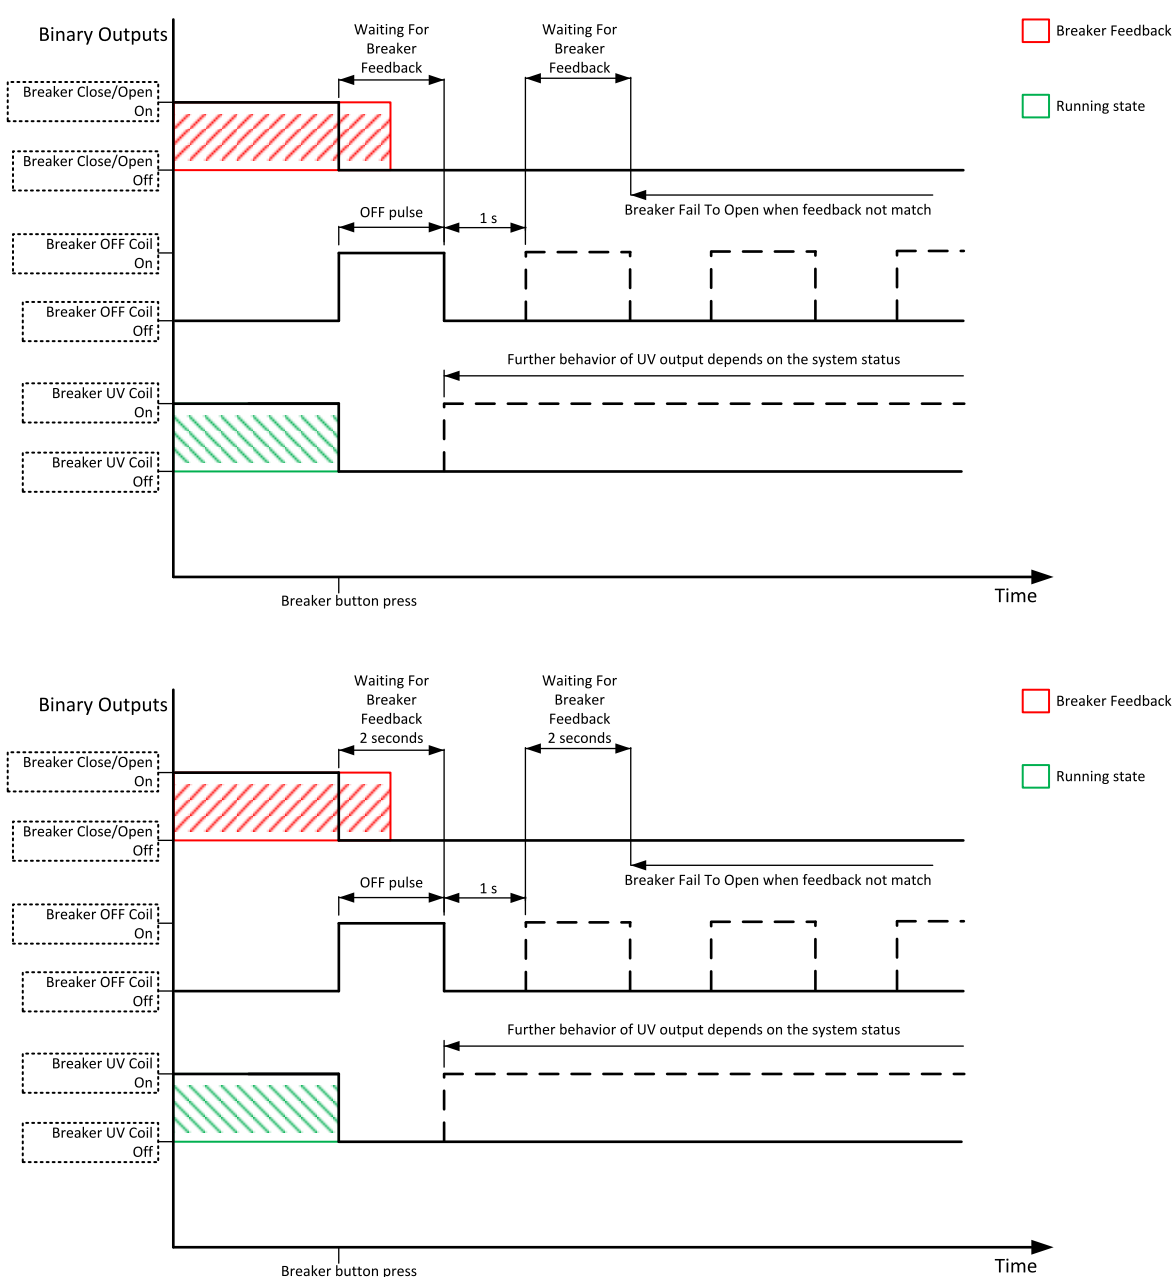 Binary Outputs
Waiting For
Breaker
Feedback
Waiting For
Breaker
Feedback
Breaker Feedback
Running state
Breaker Close/Open
On
Breaker Close/Open
Off
Breaker Fail To Open when feedback not match
OFF pulse
1 s
Breaker OFF Coil
On
Breaker OFF Coil
Off
Further behavior of UV output depends on the system status
Breaker UV Coil
On
Breaker UV Coil
Off
Time
Breaker button press
Binary Outputs
Waiting For
Breaker
Feedback
2 seconds
Waiting For
Breaker
Feedback
2 seconds
Breaker Feedback
Running state
Breaker Close/Open
On
Breaker Close/Open
Off
Breaker Fail To Open when feedback not match
OFF pulse
1 s
Breaker OFF Coil
On
Breaker OFF Coil
Off
Further behavior of UV output depends on the system status
Breaker UV Coil
On
Breaker UV Coil
Off
Time
Breaker button press